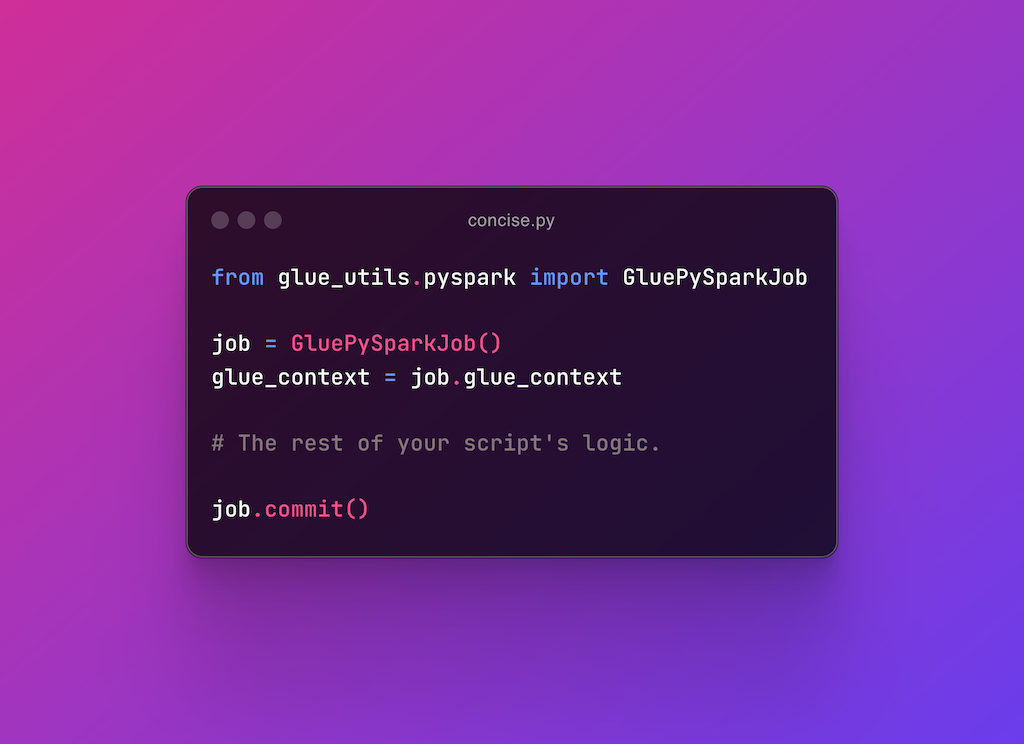 concise.py
from glue_utils.pyspark import GluePySparkJob
job = GluePySparkJob()
glue_context = job.glue_context
# The rest of your script's logic.
job.commit()